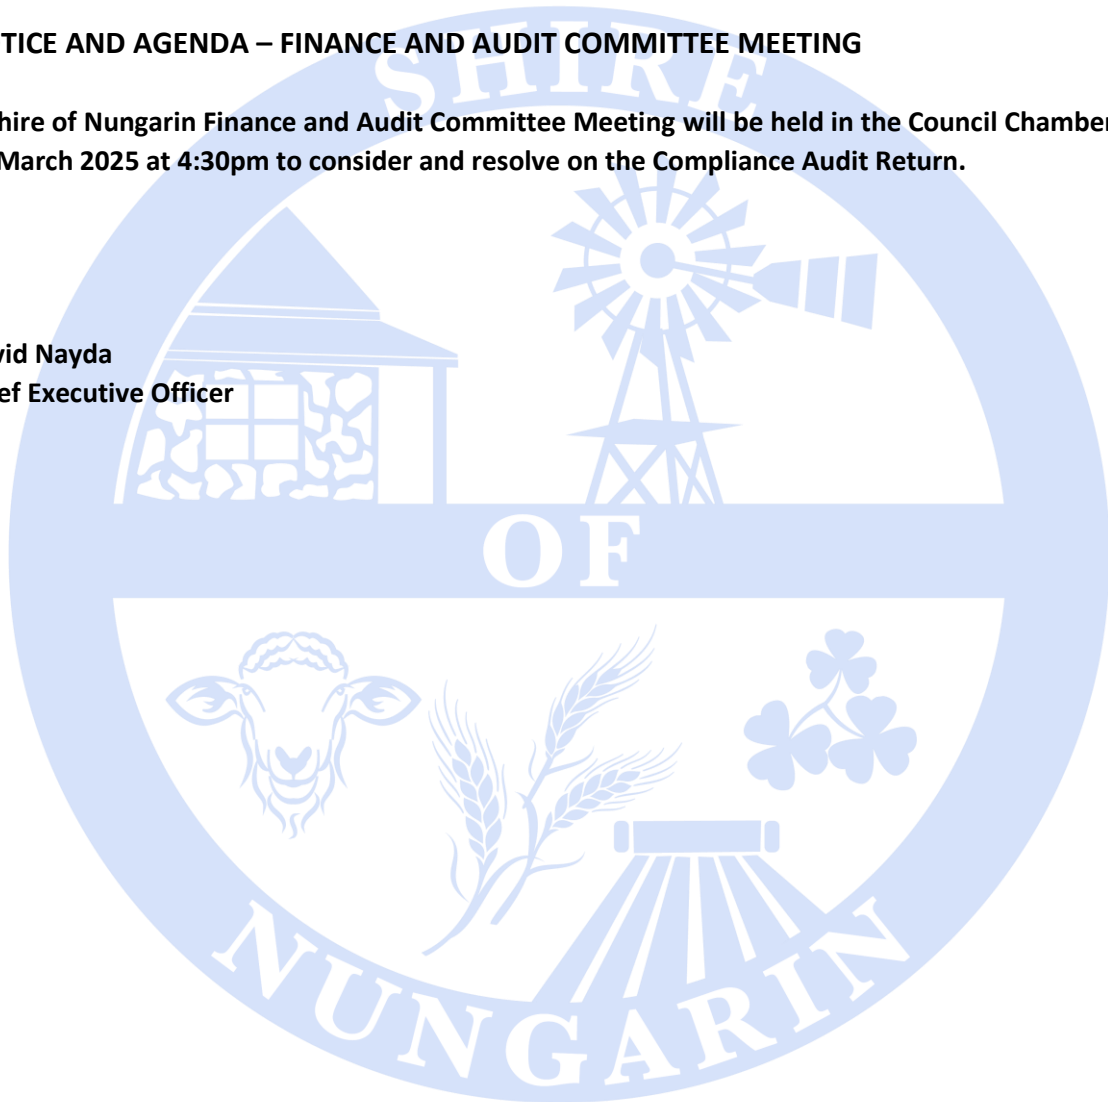 TICE AND AGENDA – FINANCE AND AUDIT COMMITTEE MEETING
hire of Nungarin Finance and Audit Committee Meeting will be held in the Council Chamber
March 2025 at 4:30pm to consider and resolve on the Compliance Audit Return.
vid Nayda
ef Executive Officer
SHIRE
OF
NUNGARIN